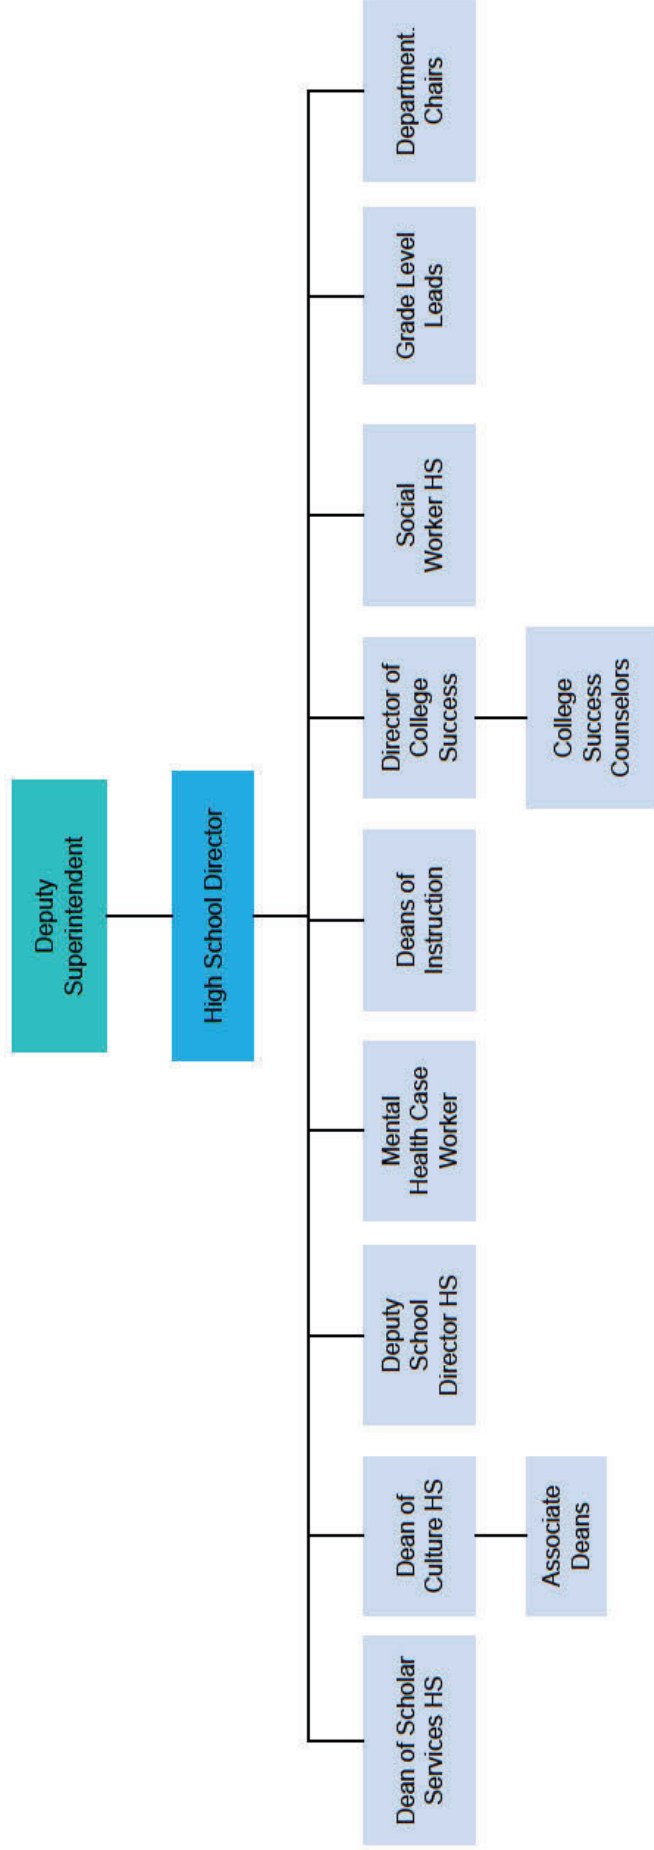 Deputy
Superintendent
High School Director
Dean of Scholar
Services HS
Dean of
Culture HS
Deputy
School
Director HS
Mental
Health Case
Worker
Deans of
Instruction
Director of
College
Success
Social
Worker HS
Grade Level
Leads
Department.
Chairs
Associate
Deans
College
Success
Counselors